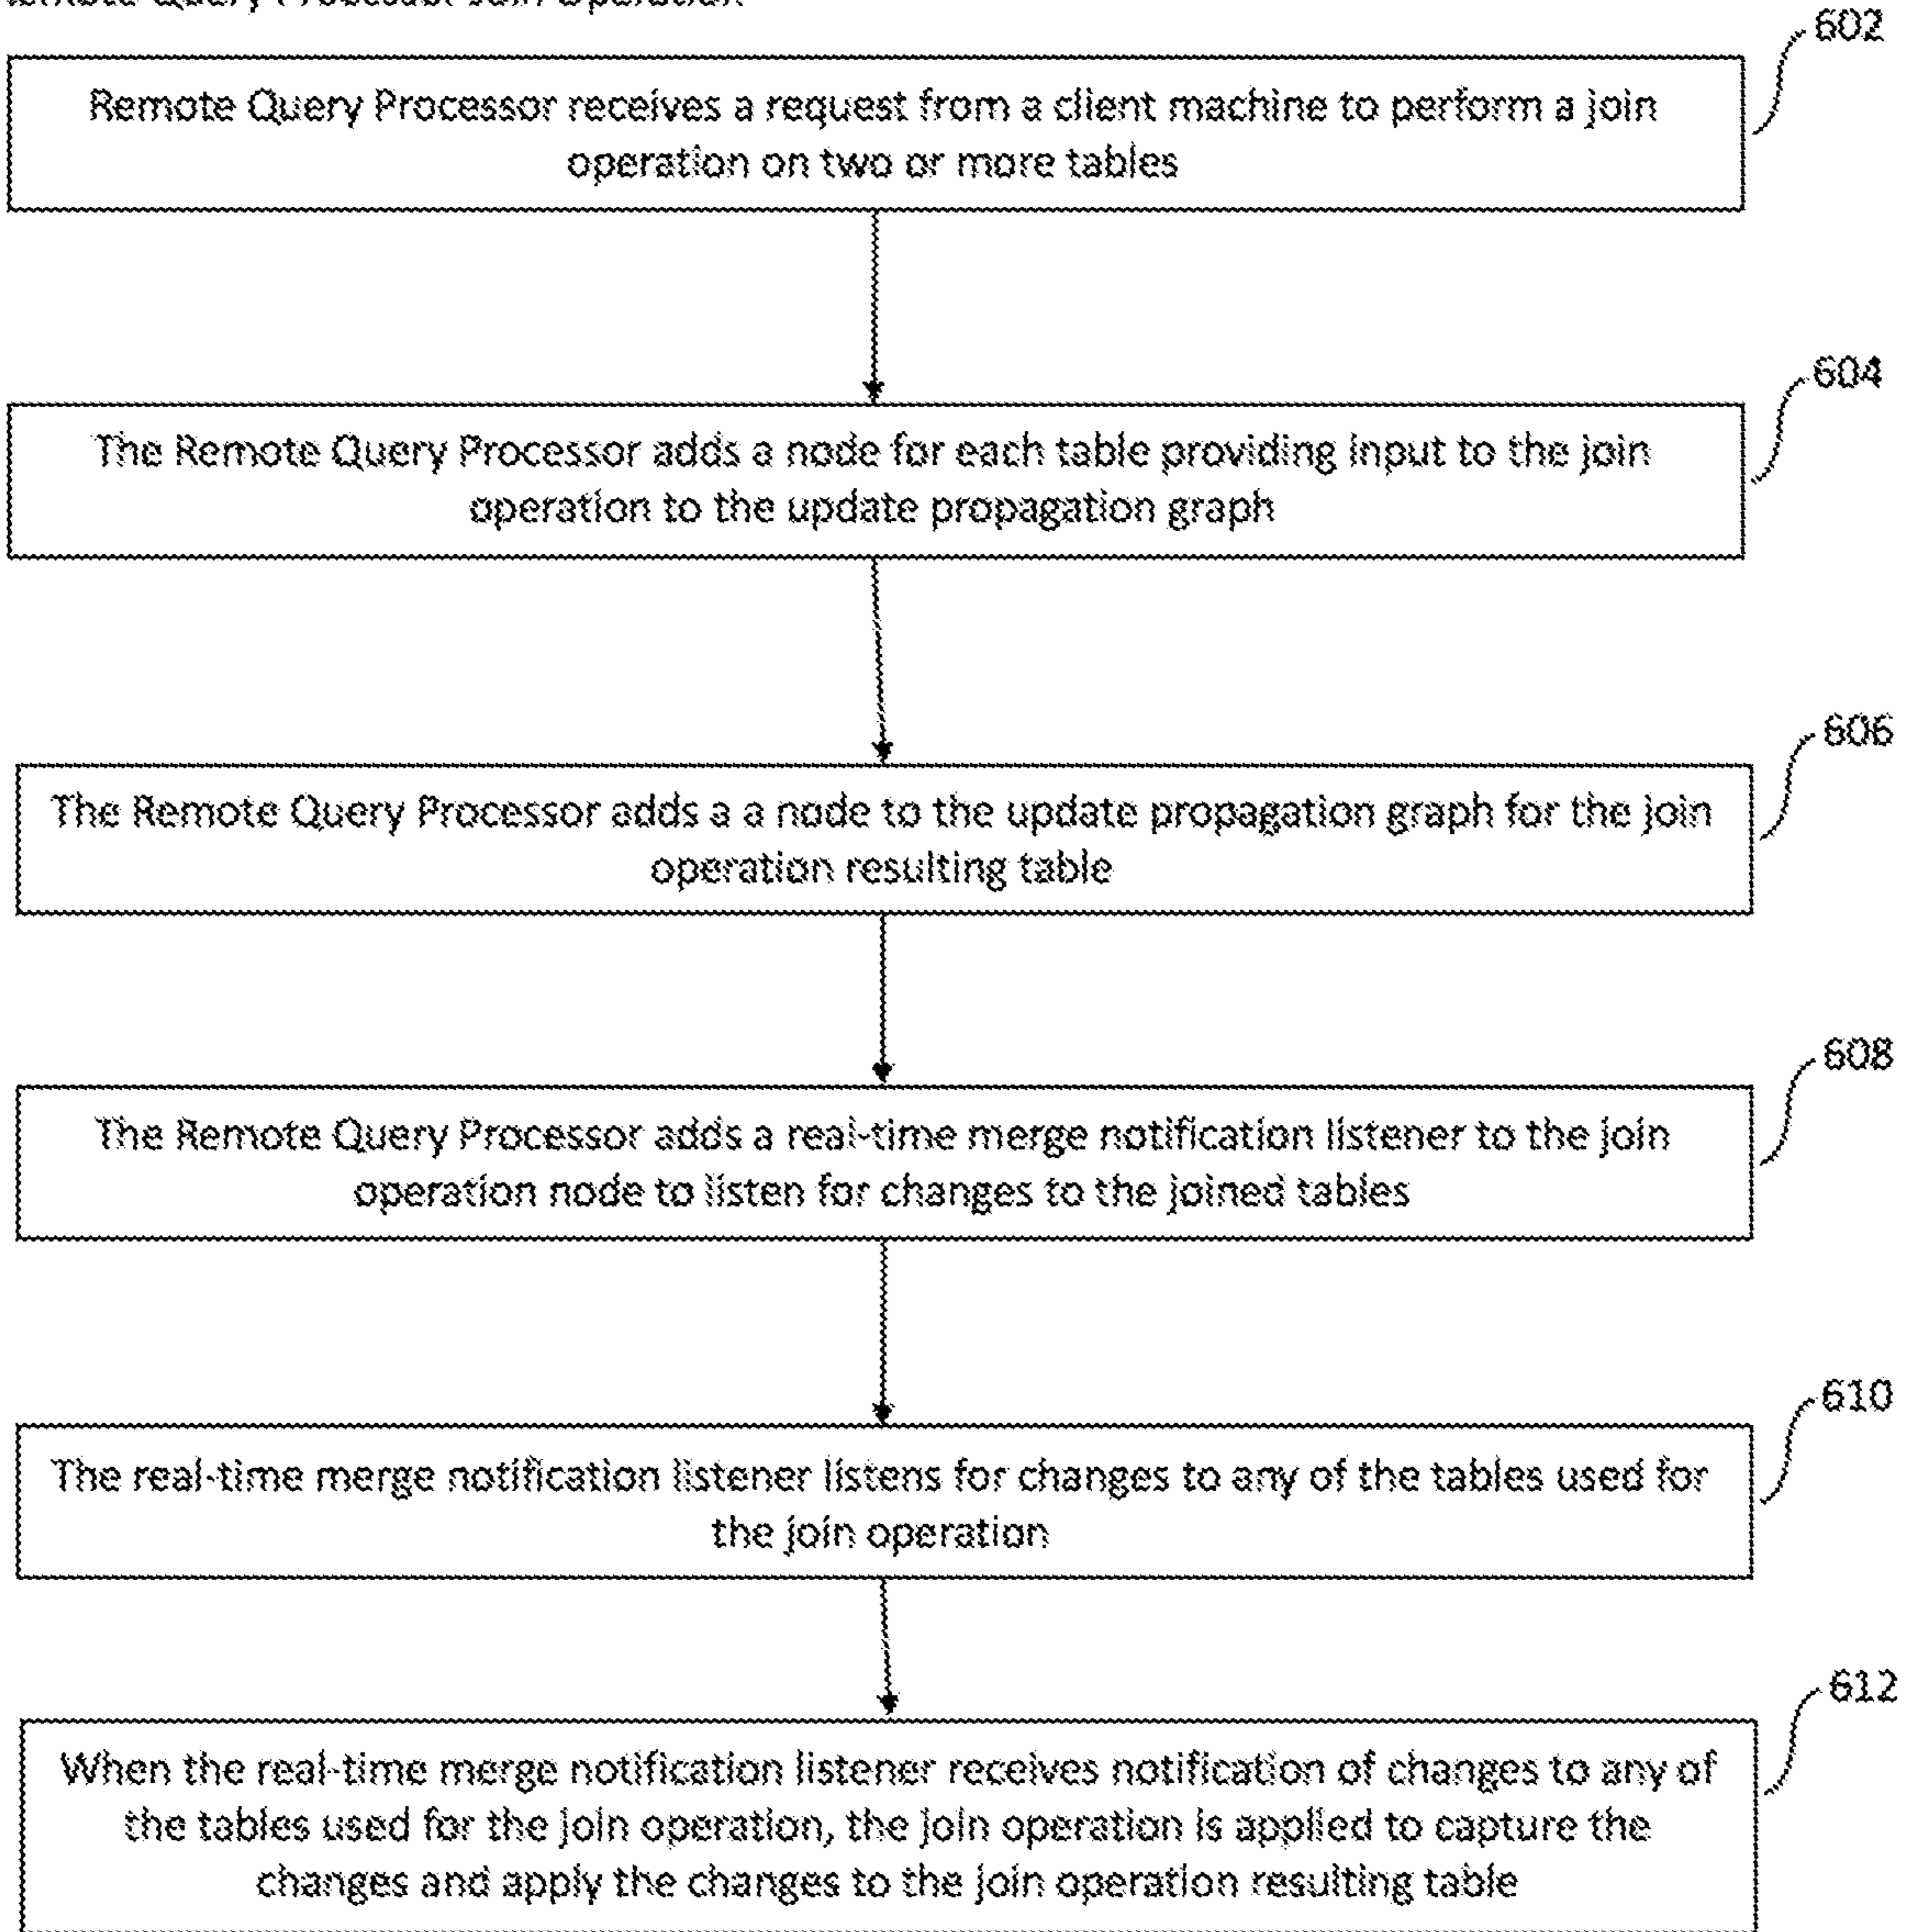 Remote Query Processor Join Operation
602
Remote Query Processor receives a request from a client machine to perform a join
operation on two or more tables
604
The Remote Query Processor adds a node for each table providing input to the join
operation to the update propagation graph
606
The Remote Query Processor adds a a node to the update propagation graph for the join
operation resulting table
608
The Remote Query Processor adds a real-time merge notification listener to the join
operation node to listen for changes to the joined tables
610
The real-time merge notification listener listens for changes to any of the tables used for
the join operation
612
When the real-time merge notification listener receives notification of changes to any of
the tables used for the join operation, the join operation is applied to capture the
changes and apply the changes to the join operation resulting table